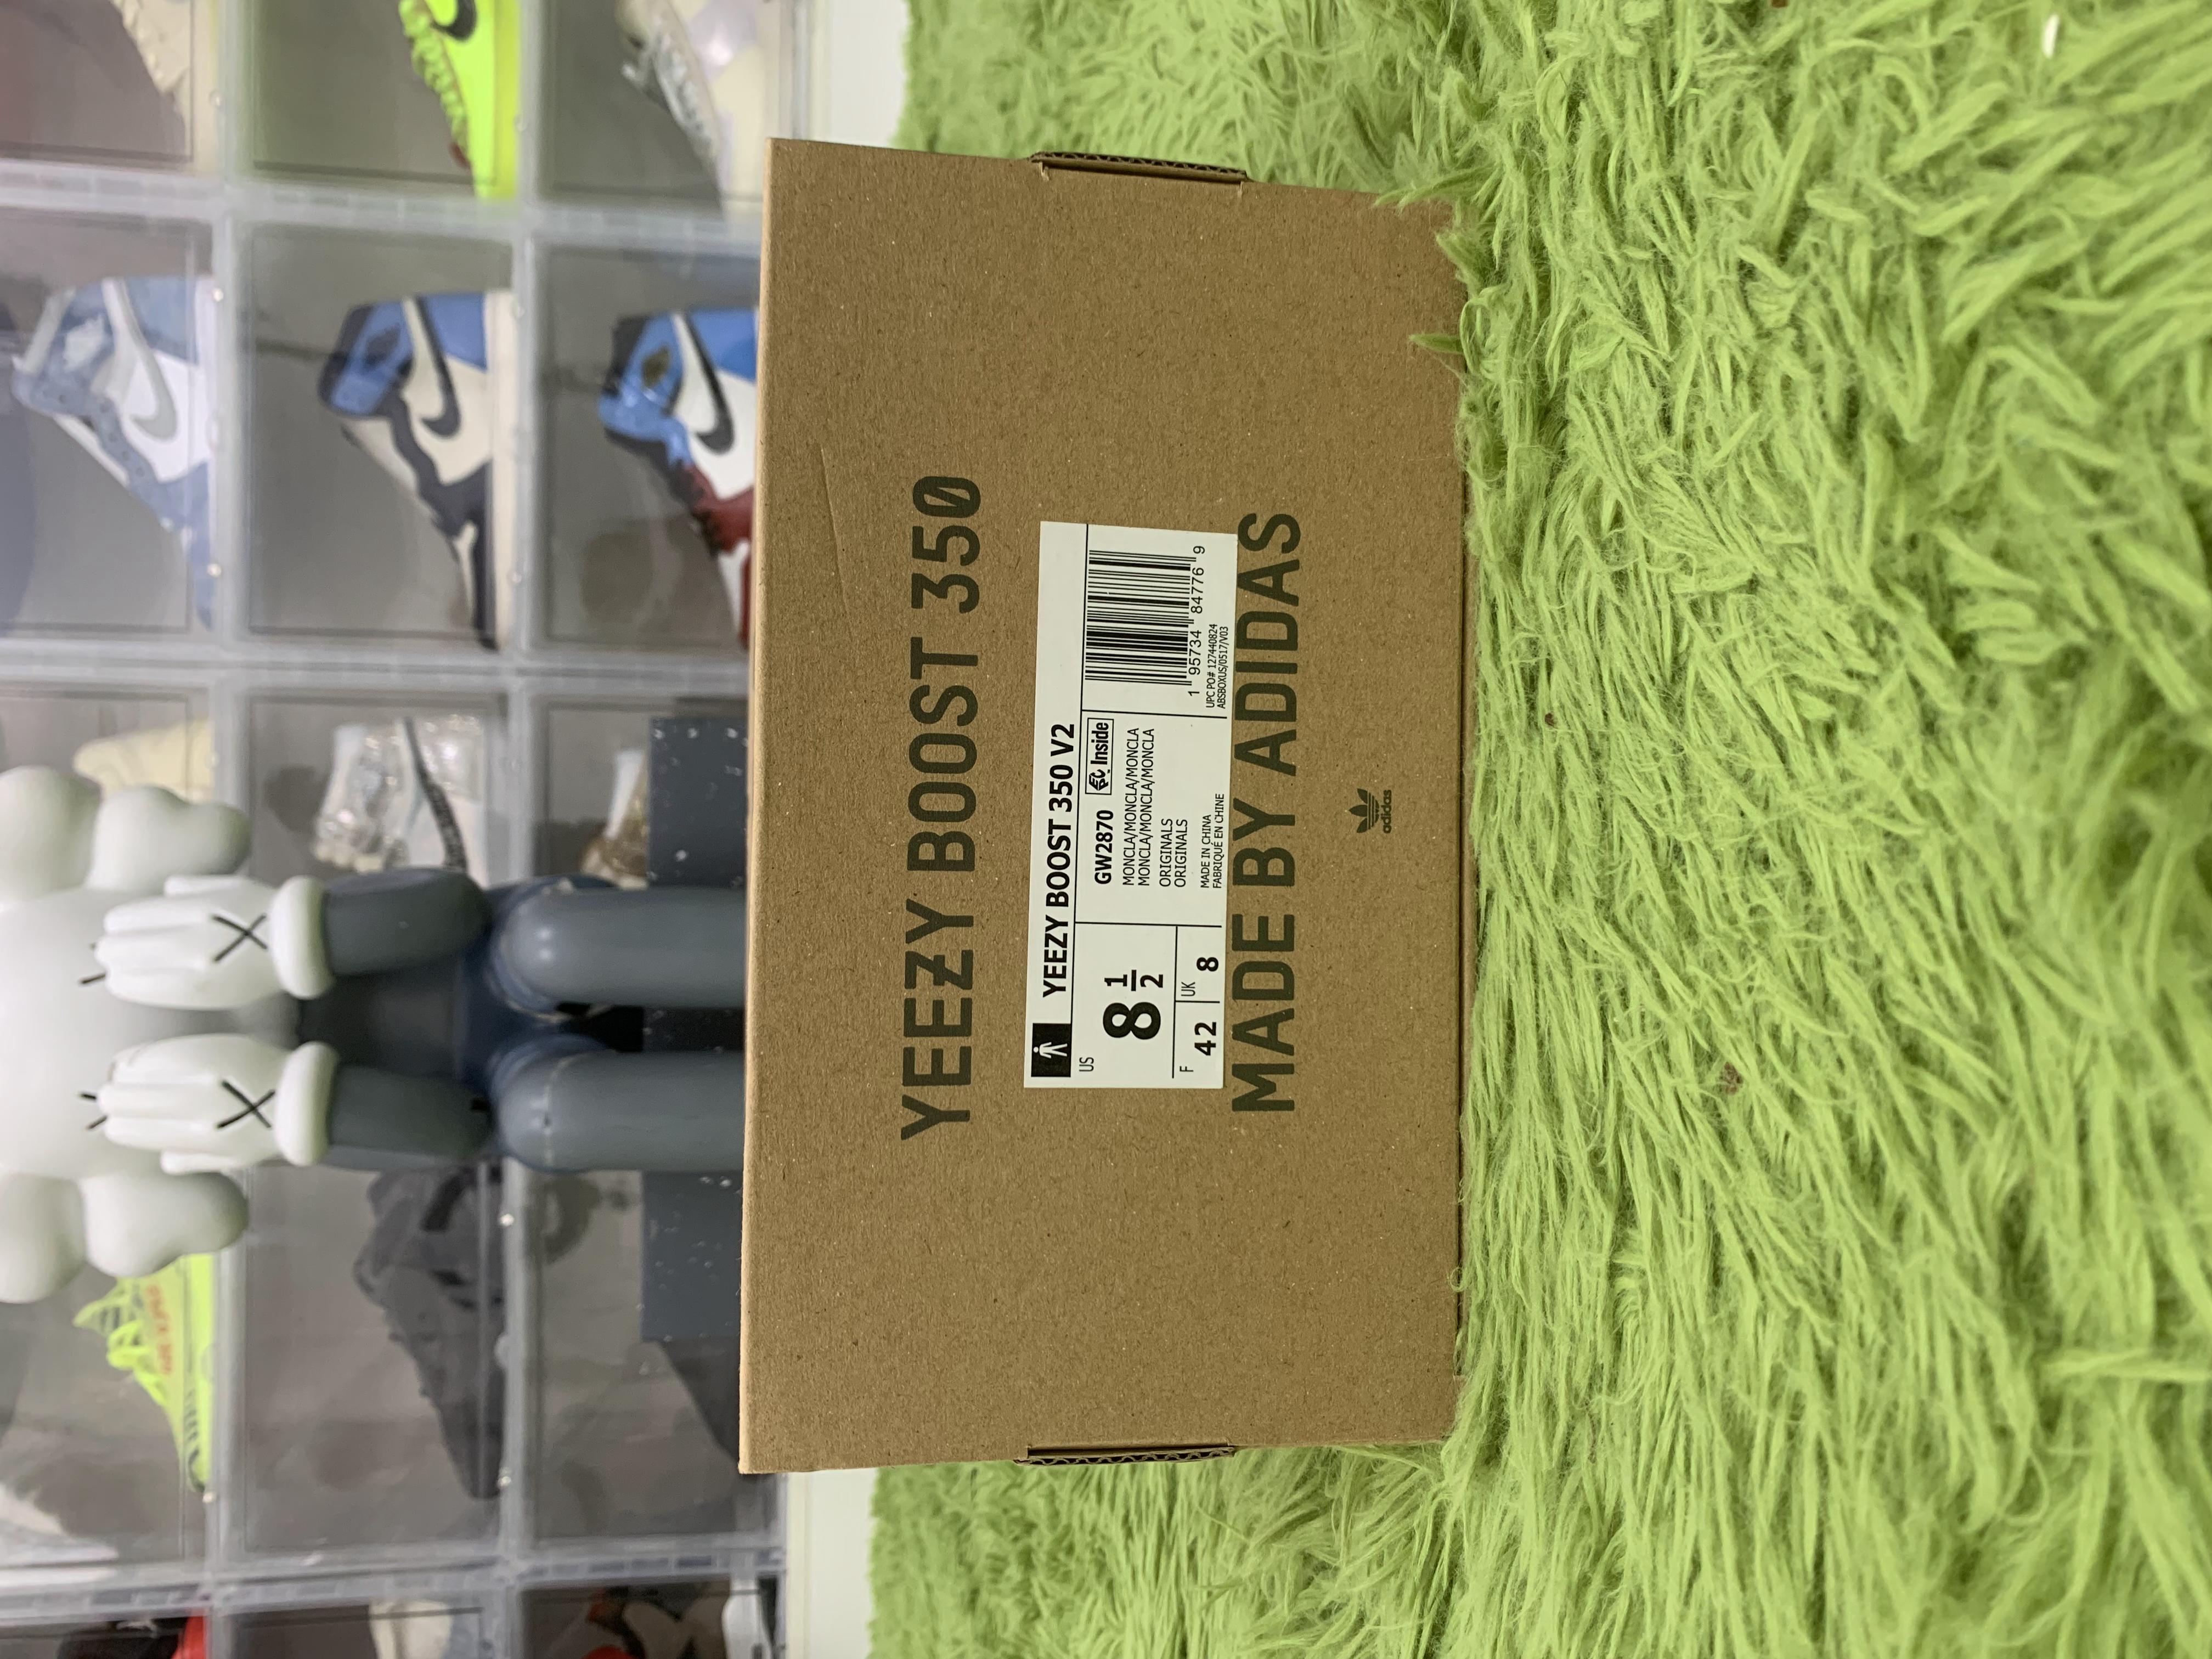 YEEZY BOOST 350
YEEZY BOOST 350 V2
US
8 1/2
F
42
UK
8
GW2870
Inside
MONCLA/MONCLA/MONCLA
MONCLA/MONCLA/MONCLA
ORIGINALS
ORIGINALS
MADE IN CHINA
FABRIQUÉ EN CHINE
1 95734 84776 9
UPC PO# 127440824
ABSBOXUS/0517/V03
MADE BY ADIDAS
adidas